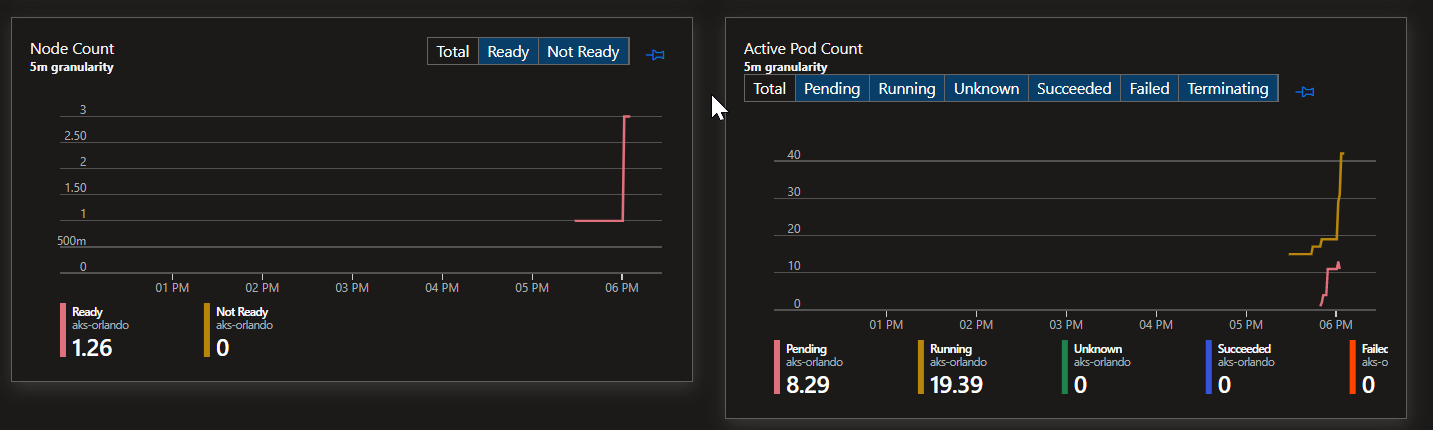 Node Count
5m granularity
Total Ready Not Ready
3
2.50
2
1.50
1
500m
0
01 PM 02 PM 03 PM 04 PM 05 PM 06 PM
Ready
aks-orlando
1.26
Not Ready
aks-orlando
0
Active Pod Count
5m granularity
Total Pending Running Unknown Succeeded Failed Terminating
40
30
20
10
0
01 PM 02 PM 03 PM 04 PM 05 PM 06 PM
Pending
aks-orlando
8.29
Running
aks-orlando
19.39
Unknown
aks-orlando
0
Succeeded
aks-orlando
0
Failed
aks-o
0